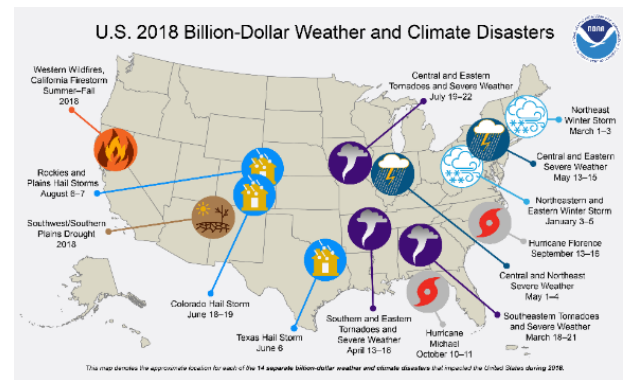 U.S. 2018 Billion-Dollar Weather and Climate Disasters
NOAA
Western Wildfires,
California Firestorm
Summer–Fall
2018
Central and Eastern
Tornadoes and Severe Weather
July 19–22
Northeast
Winter Storm
March 1–3
Central and Eastern
Severe Weather
May 13–15
Rockies and
Plains Hail Storms
August 6–7
Northeastern and
Eastern Winter Storm
January 3–5
Southwest/Southern
Plains Drought
2018
Hurricane Florence
September 13–16
Central and Northeast
Severe Weather
May 1–4
Colorado Hail Storm
June 18–19
Texas Hail Storm
June 6
Southern and Eastern
Tornadoes and
Severe Weather
April 13–16
Hurricane
Michael
October 10–11
Southeastern Tornadoes
and Severe Weather
March 18–21
This map denotes the approximate location for each of the 14 separate billion-dollar weather and climate disasters that impacted the United States during 2018.